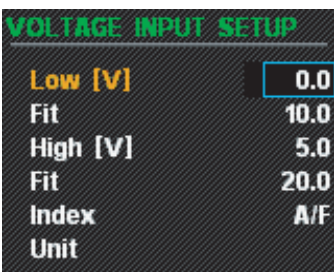 VOLTAGE INPUT SETUP
Low [V] 0.0
Fit 10.0
High [V] 5.0
Fit 20.0
Index A/F
Unit